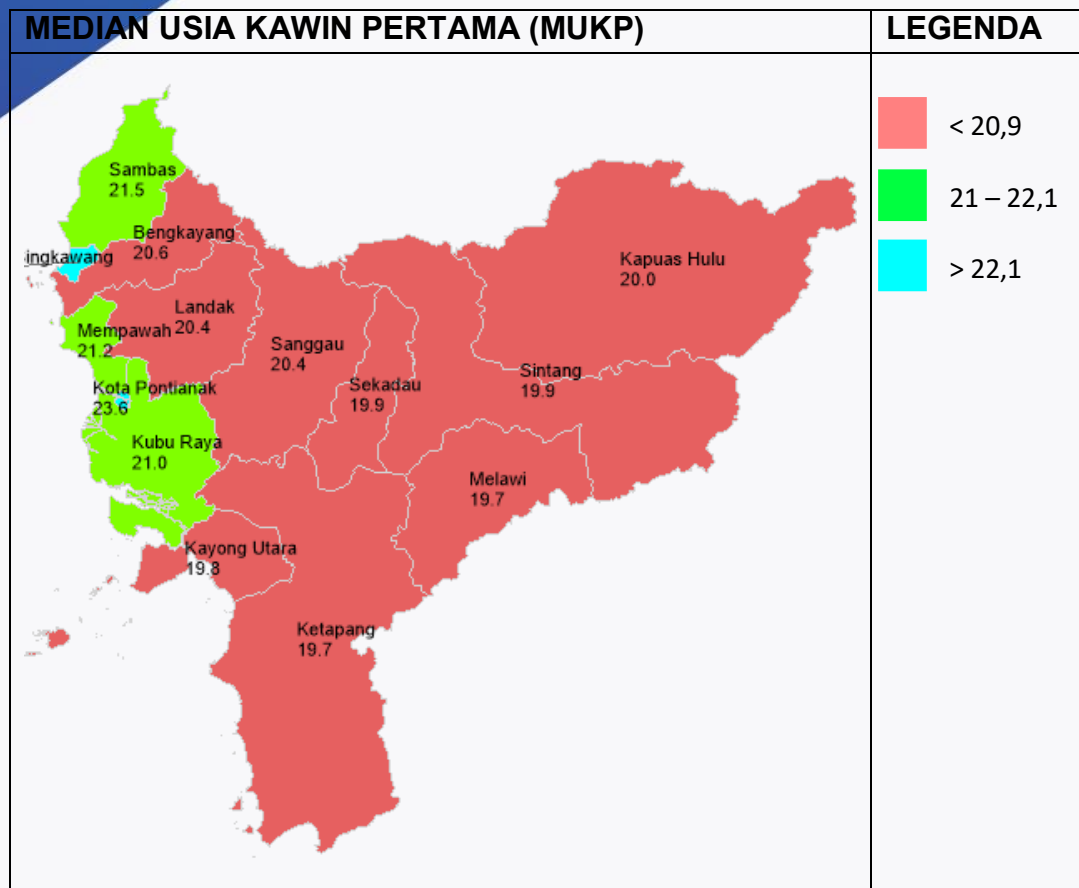 MEDIAN USIA KAWIN PERTAMA (MUKP)
LEGENDA
< 20,9
21 – 22,1
> 22,1
Sambas
21.5
Bengkayang
20.6
ingkawang
Kapuas Hulu
20.0
Landak
20.4
Mempawah
21.2
Sanggau
20.4
Sintang
19.9
Sekadau
19.9
Kota Pontianak
23.6
Kubu Raya
21.0
Melawi
19.7
Kayong Utara
19.8
Ketapang
19.7